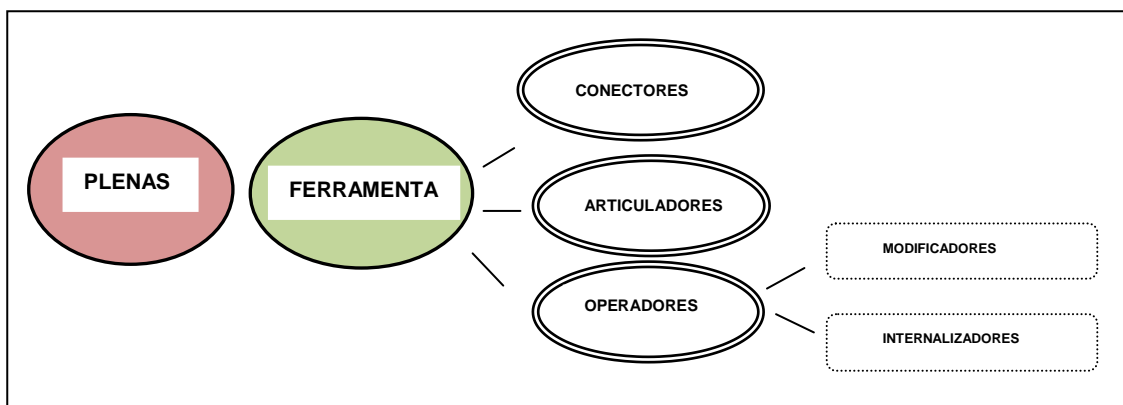 PLENAS
FERRAMENTA
CONECTORES
ARTICULADORES
OPERADORES
MODIFICADORES
INTERNALIZADORES